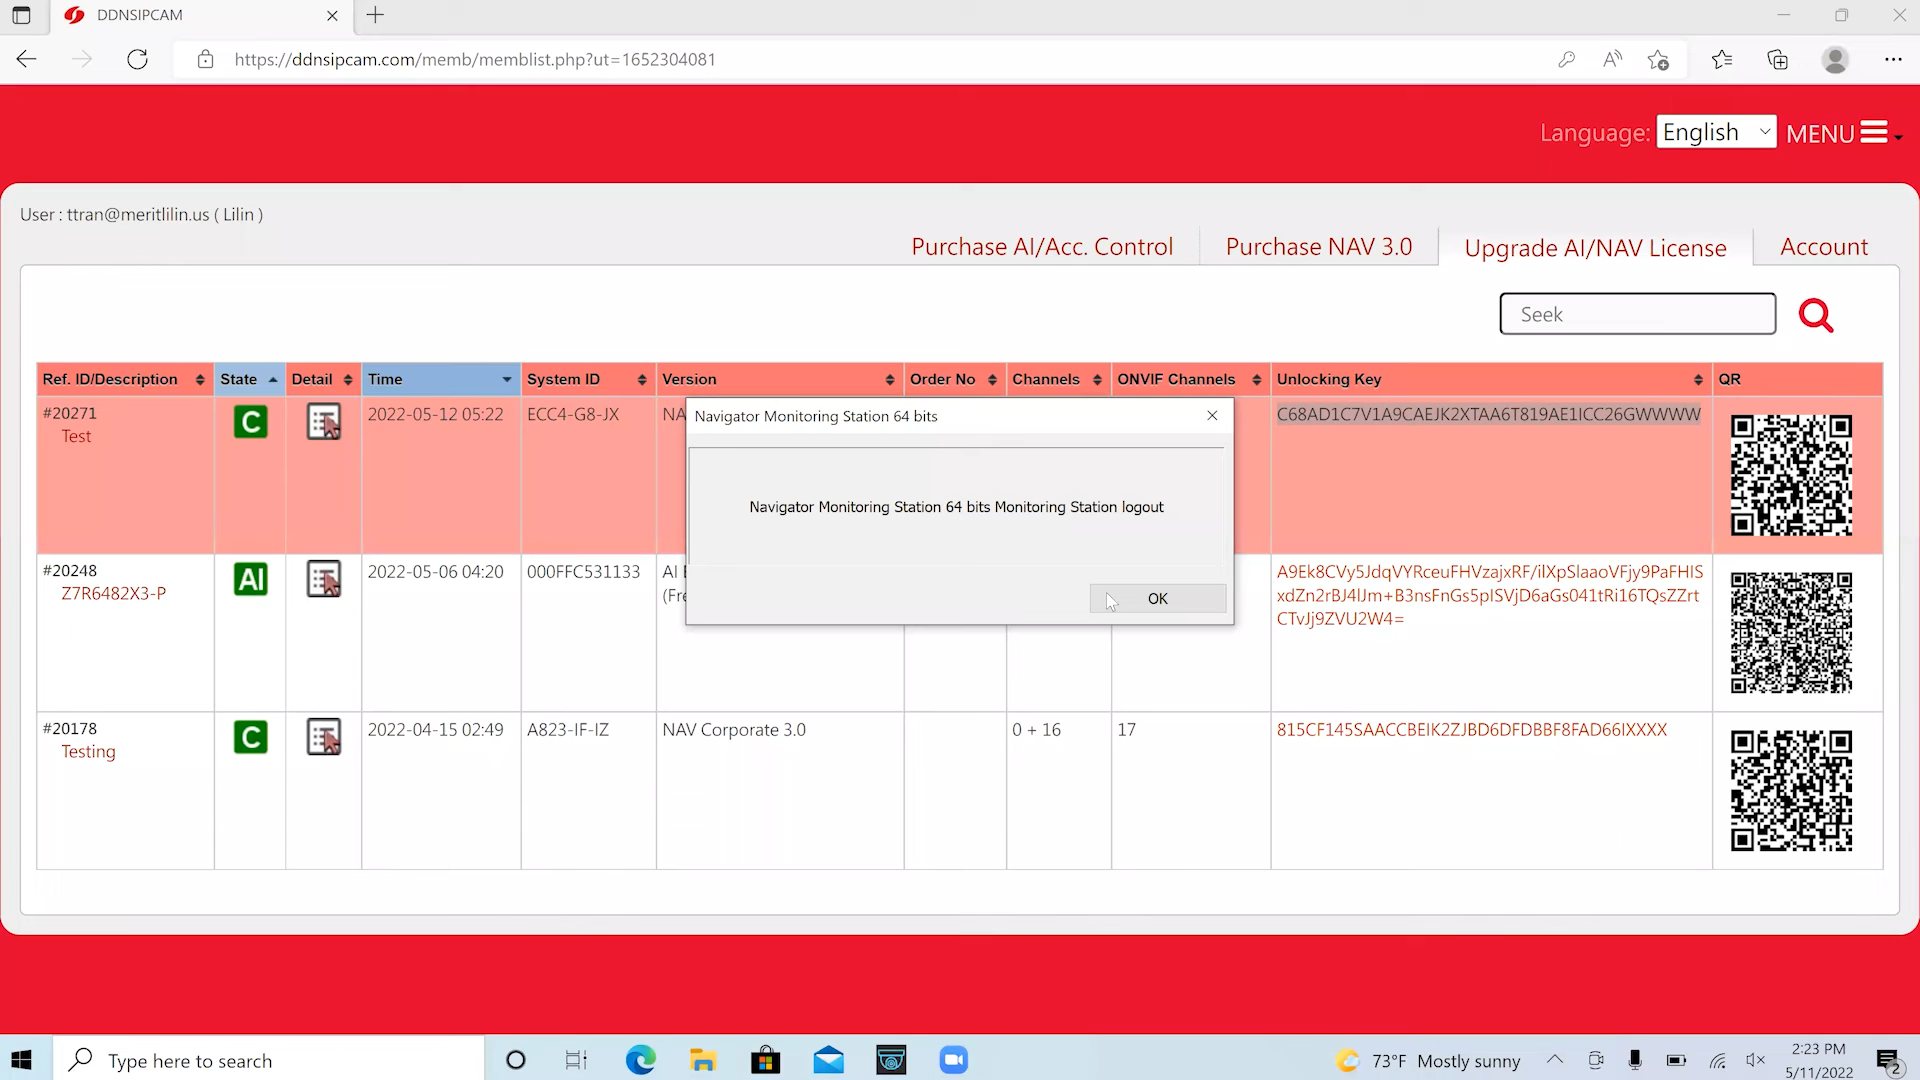 DDNSIPCAM
https://ddnsipcam.com/memb/memblist.php?ut=1652304081
Language: English MENU
User : ttran@meritlilin.us ( Lilin )
Purchase AI/Acc. Control Purchase NAV 3.0 Upgrade AI/NAV License Account
Seek
Ref. ID/Description State Detail Time System ID Version Order No Channels ONVIF Channels Unlocking Key QR
#20271 C 2022-05-12 05:22 ECC4-G8-JX NA C68AD1C7V1A9CAEJK2XTAA6T819AE1ICC26GWWWW
Test
Navigator Monitoring Station 64 bits
Navigator Monitoring Station 64 bits Monitoring Station logout
OK
#20248 AI 2022-05-06 04:20 000FFC531133 AI A9Ek8CVy5JdqVYRceuFHVzajxRF/ilXpSlaaoVFjy9PaFHIS
Z7R6482X3-P (Fre sxdZn2rBJ4lJm+B3nsFnGs5pISVjD6aGs041tRi16TQsZZrt
CTvJj9ZVU2W4=
#20178 C 2022-04-15 02:49 A823-IF-IZ NAV Corporate 3.0 0 + 16 17 815CF145SAACCBEIK2ZJBD6DFDBBF8FAD66IXXXX
Testing
Type here to search
73°F Mostly sunny
2:23 PM
5/11/2022
2